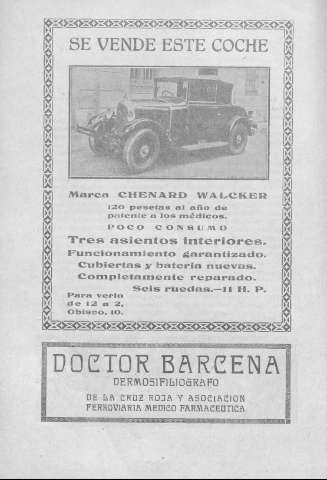 SE VENDE ESTE COCHE
Marca CHENARD WALCKER
120 pesetas al año de
patente a los médicos.
POCO CONSUMO
Tres asientos interiores.
Funcionamiento garantizado.
Cubiertas y batería nuevas.
Completamente reparado.
Seis ruedas.—11 H. P.
Para verlo
de 12 a 2,
Obispo, 10.
DOCTOR BARCENA
DERMOSIFILIOGRAFO
DE LA CRUZ ROJA Y ASOCIACION
FERROVIARIA MEDICO FARMACEUTICA